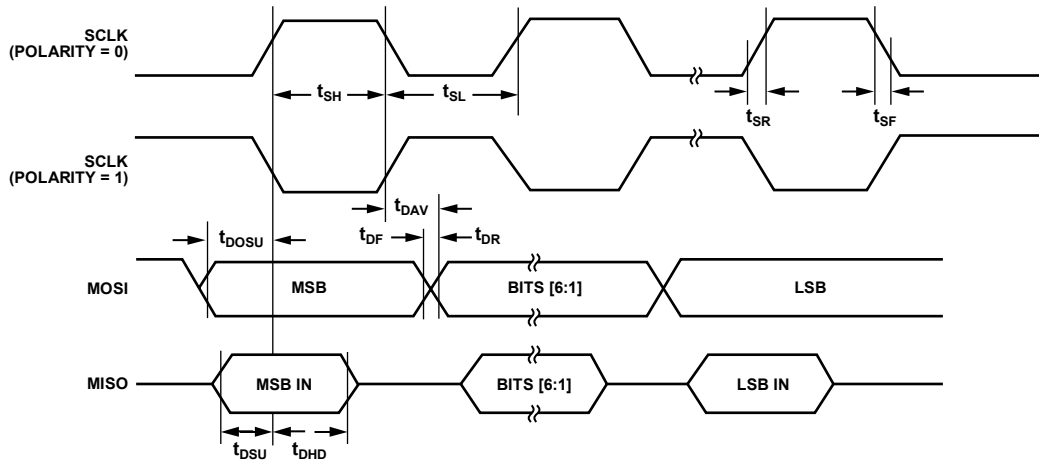 SCLK
(POLARITY = 0)
tSH
tSL
tSR
tSF
SCLK
(POLARITY = 1)
tDAV
tDOSU
tDF
tDR
MOSI
MSB
BITS [6:1]
LSB
MISO
MSB IN
BITS [6:1]
LSB IN
tDSU
tDHD